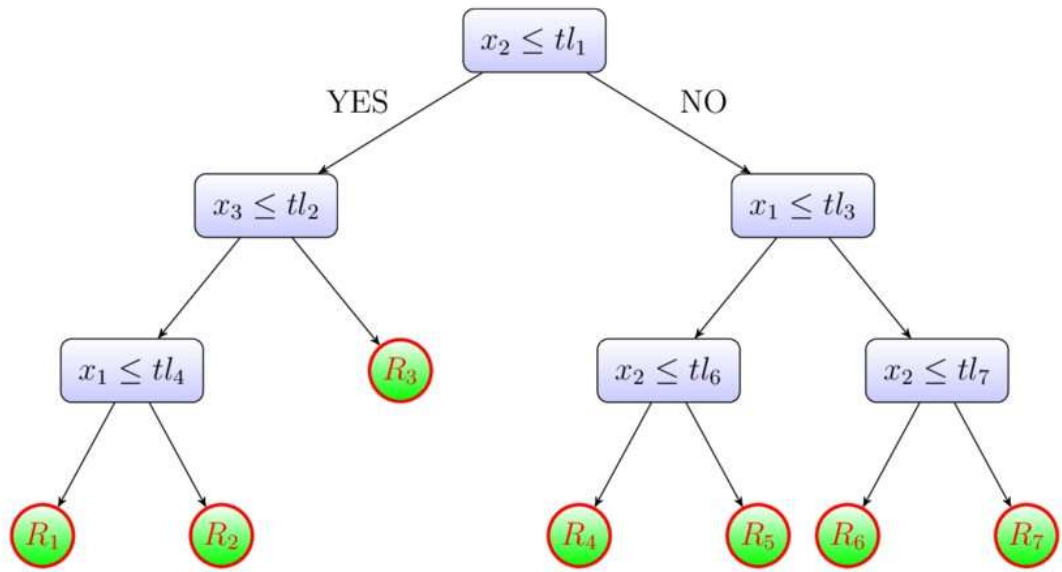 x₂ ≤ tl₁
YES NO
x₃ ≤ tl₂ x₁ ≤ tl₃
x₁ ≤ tl₄ R₃ x₂ ≤ tl₆ x₂ ≤ tl₇
R₁ R₂ R₄ R₅ R₆ R₇